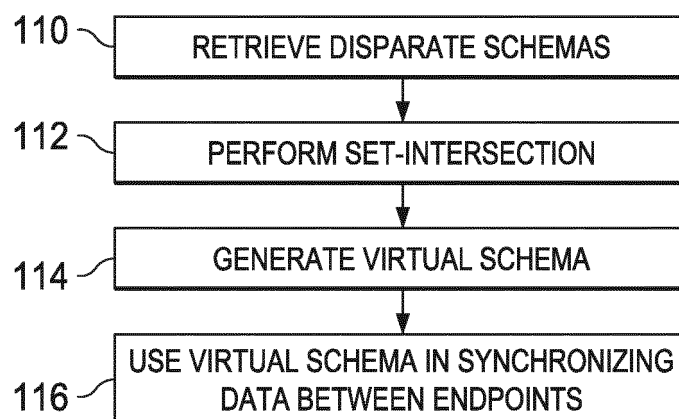 110
RETRIEVE DISPARATE SCHEMAS
112
PERFORM SET-INTERSECTION
114
GENERATE VIRTUAL SCHEMA
116
USE VIRTUAL SCHEMA IN SYNCHRONIZING
DATA BETWEEN ENDPOINTS